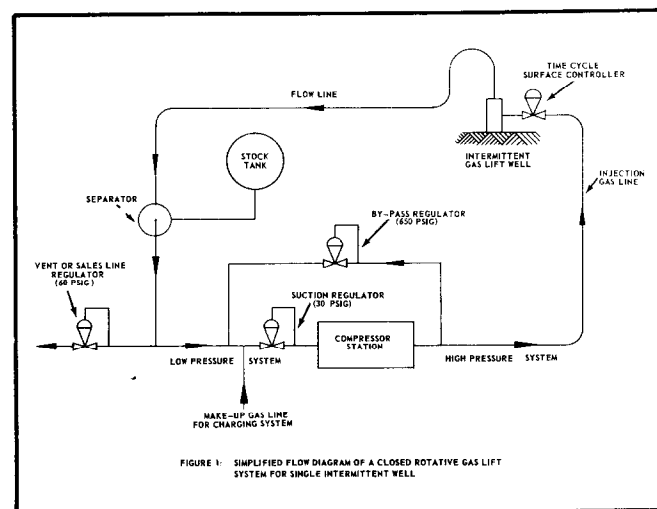 TIME CYCLE
SURFACE CONTROLLER
FLOW LINE
STOCK
TANK
INTERMITTENT
GAS LIFT WELL
INJECTION
GAS LINE
SEPARATOR
BY-PASS REGULATOR
(650 PSIG)
VENT OR SALES LINE
REGULATOR
(60 PSIG)
SUCTION REGULATOR
(30 PSIG)
COMPRESSOR
STATION
LOW PRESSURE SYSTEM
HIGH PRESSURE SYSTEM
MAKE-UP GAS LINE
FOR CHARGING SYSTEM
FIGURE 1: SIMPLIFIED FLOW DIAGRAM OF A CLOSED ROTATIVE GAS LIFT
SYSTEM FOR SINGLE INTERMITTENT WELL